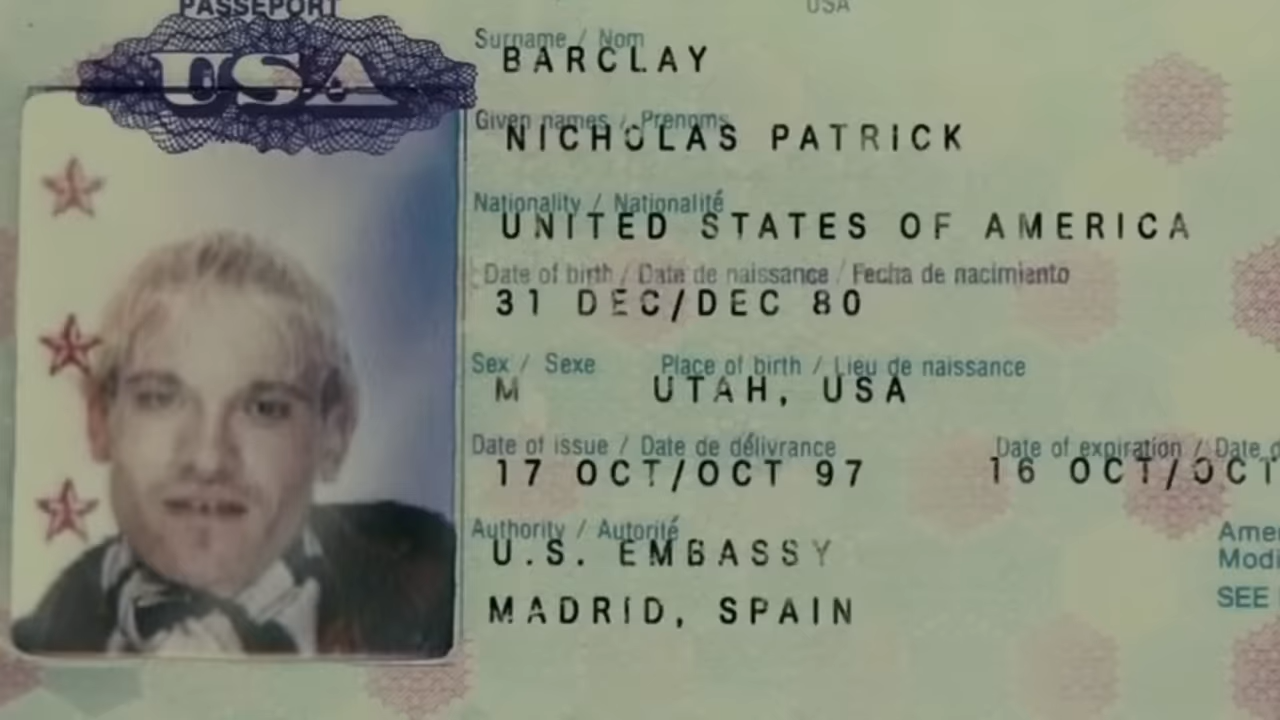 PASSEPORT
USA
USA
Surname / Nom
BARCLAY
Given names / Prenoms
NICHOLAS PATRICK
Nationality / Nationalité
UNITED STATES OF AMERICA
Date of birth / Date de naissance / Fecha de nacimiento
31 DEC/DEC 80
Sex / Sexe Place of birth / Lieu de naissance
M UTAH, USA
Date of issue / Date de délivrance Date of expiration / Date
17 OCT/OCT 97 16 OCT/OCT
Authority / Autorité
U.S. EMBASSY
MADRID, SPAIN
SEE